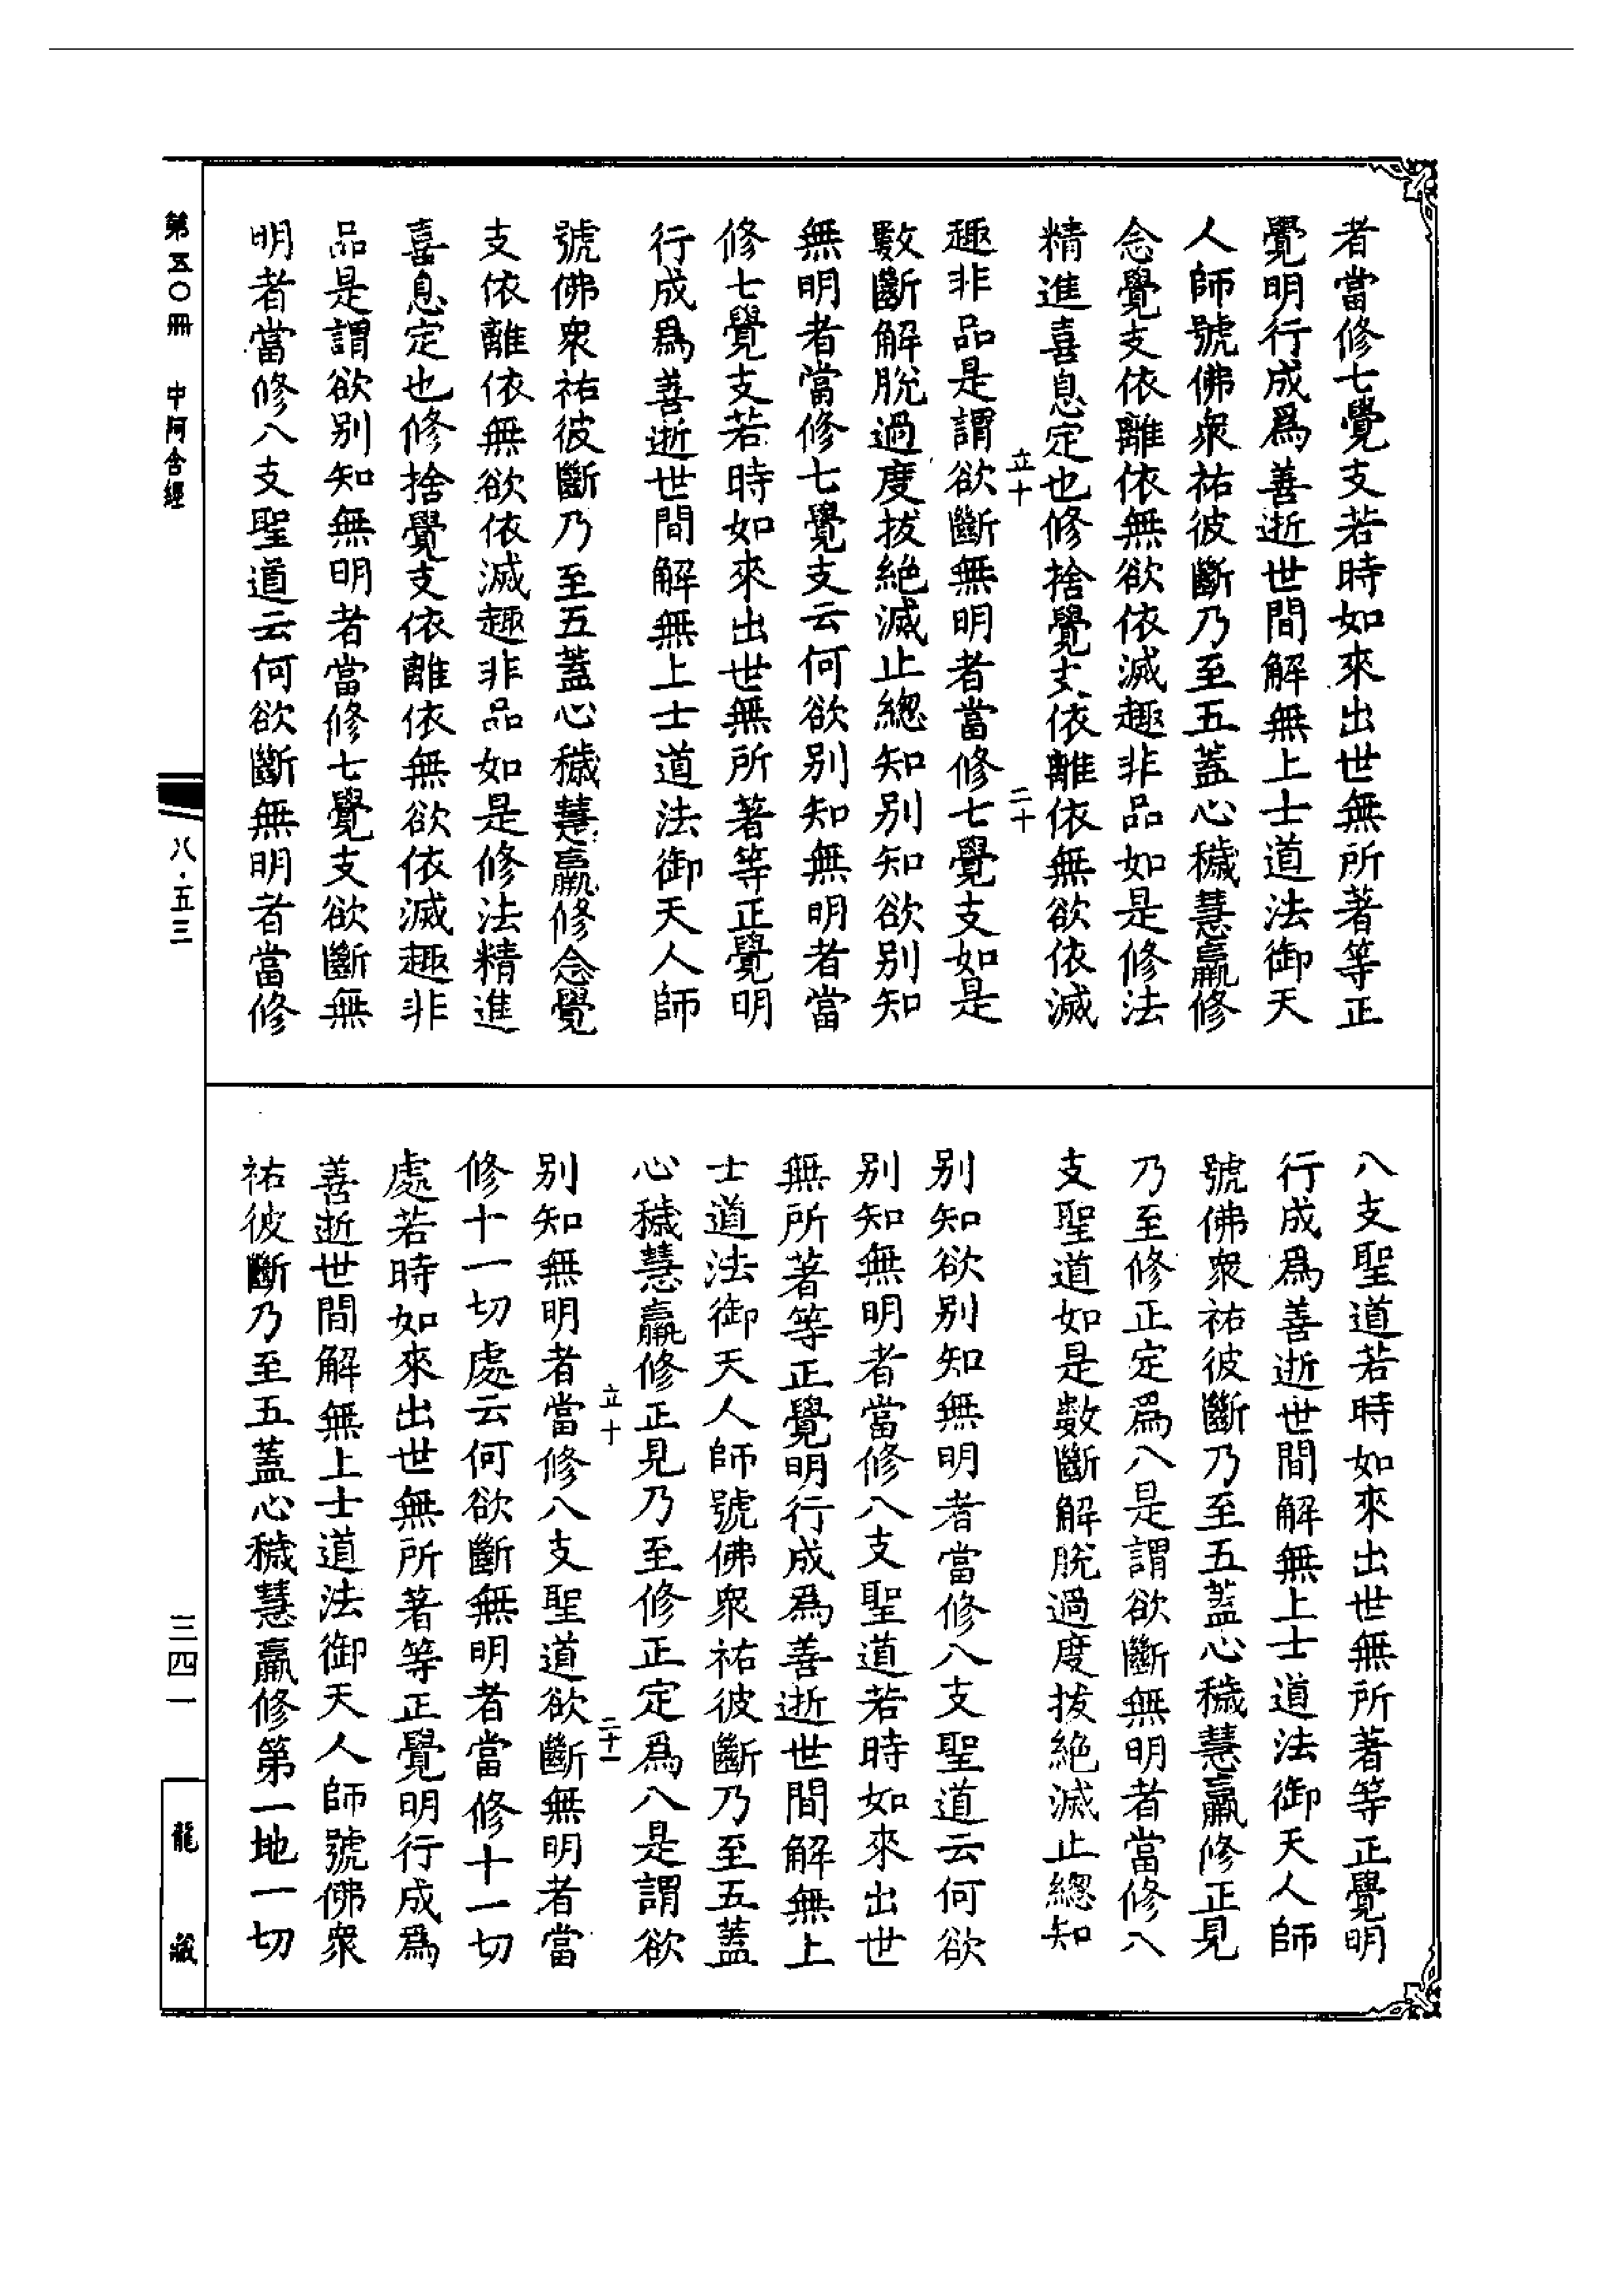 者當修七覺支若時如來出世無所著等正
覺明行成爲善逝世間解無上士道法御天
人師號佛衆祐彼斷乃至五蓋心穢慧羸修
念覺支依離依無欲依滅趣非品如是修法
精進喜息定也修捨覺支依離依無欲依滅
立十 二十
趣非品是謂欲斷無明者當修七覺支如是
數斷解脫過度拔絕滅止總知别知欲别知
無明者當修七覺支云何欲别知無明者當
修七覺支若時如來出世無所著等正覺明
行成爲善逝世間解無上士道法御天人師
號佛衆祐彼斷乃至五蓋心穢慧羸修念覺
支依離依無欲依滅趣非品如是修法精進
喜息定也修捨覺支依離依無欲依滅趣非
品是謂欲别知無明者當修七覺支欲斷無
明者當修八支聖道云何欲斷無明者當修
八支聖道若時如來出世無所著等正覺明
行成爲善逝世間解無上士道法御天人師
號佛衆祐彼斷乃至五蓋心穢慧羸修正見
乃至修正定爲八是謂欲斷無明者當修八
支聖道如是數斷解脫過度拔絕滅止總知
别知欲别知無明者當修八支聖道云何欲
别知無明者當修八支聖道若時如來出世
無所著等正覺明行成爲善逝世間解無上
士道法御天人師號佛衆祐彼斷乃至五蓋
心穢慧羸修正見乃至修正定爲八是謂欲
立十 二十一
别知無明者當修八支聖道欲斷無明者當
修十一切處云何欲斷無明者當修十一切
處若時如來出世無所著等正覺明行成爲
善逝世間解無上士道法御天人師號佛衆
祐彼斷乃至五蓋心穢慧羸修第一地一切
第五〇冊 中阿含經
八·五三
三四一
龍藏